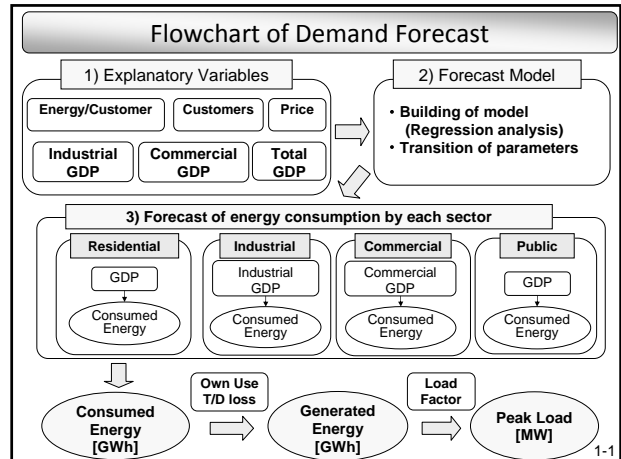 Flowchart of Demand Forecast
1) Explanatory Variables
Energy/Customer
Customers
Price
Industrial
GDP
Commercial
GDP
Total
GDP
2) Forecast Model
• Building of model
(Regression analysis)
• Transition of parameters
3) Forecast of energy consumption by each sector
Residential
GDP
Consumed
Energy
Industrial
Industrial
GDP
Consumed
Energy
Commercial
Commercial
GDP
Consumed
Energy
Public
GDP
Consumed
Energy
Consumed
Energy
[GWh]
Own Use
T/D loss
Generated
Energy
[GWh]
Load
Factor
Peak Load
[MW]
1-1